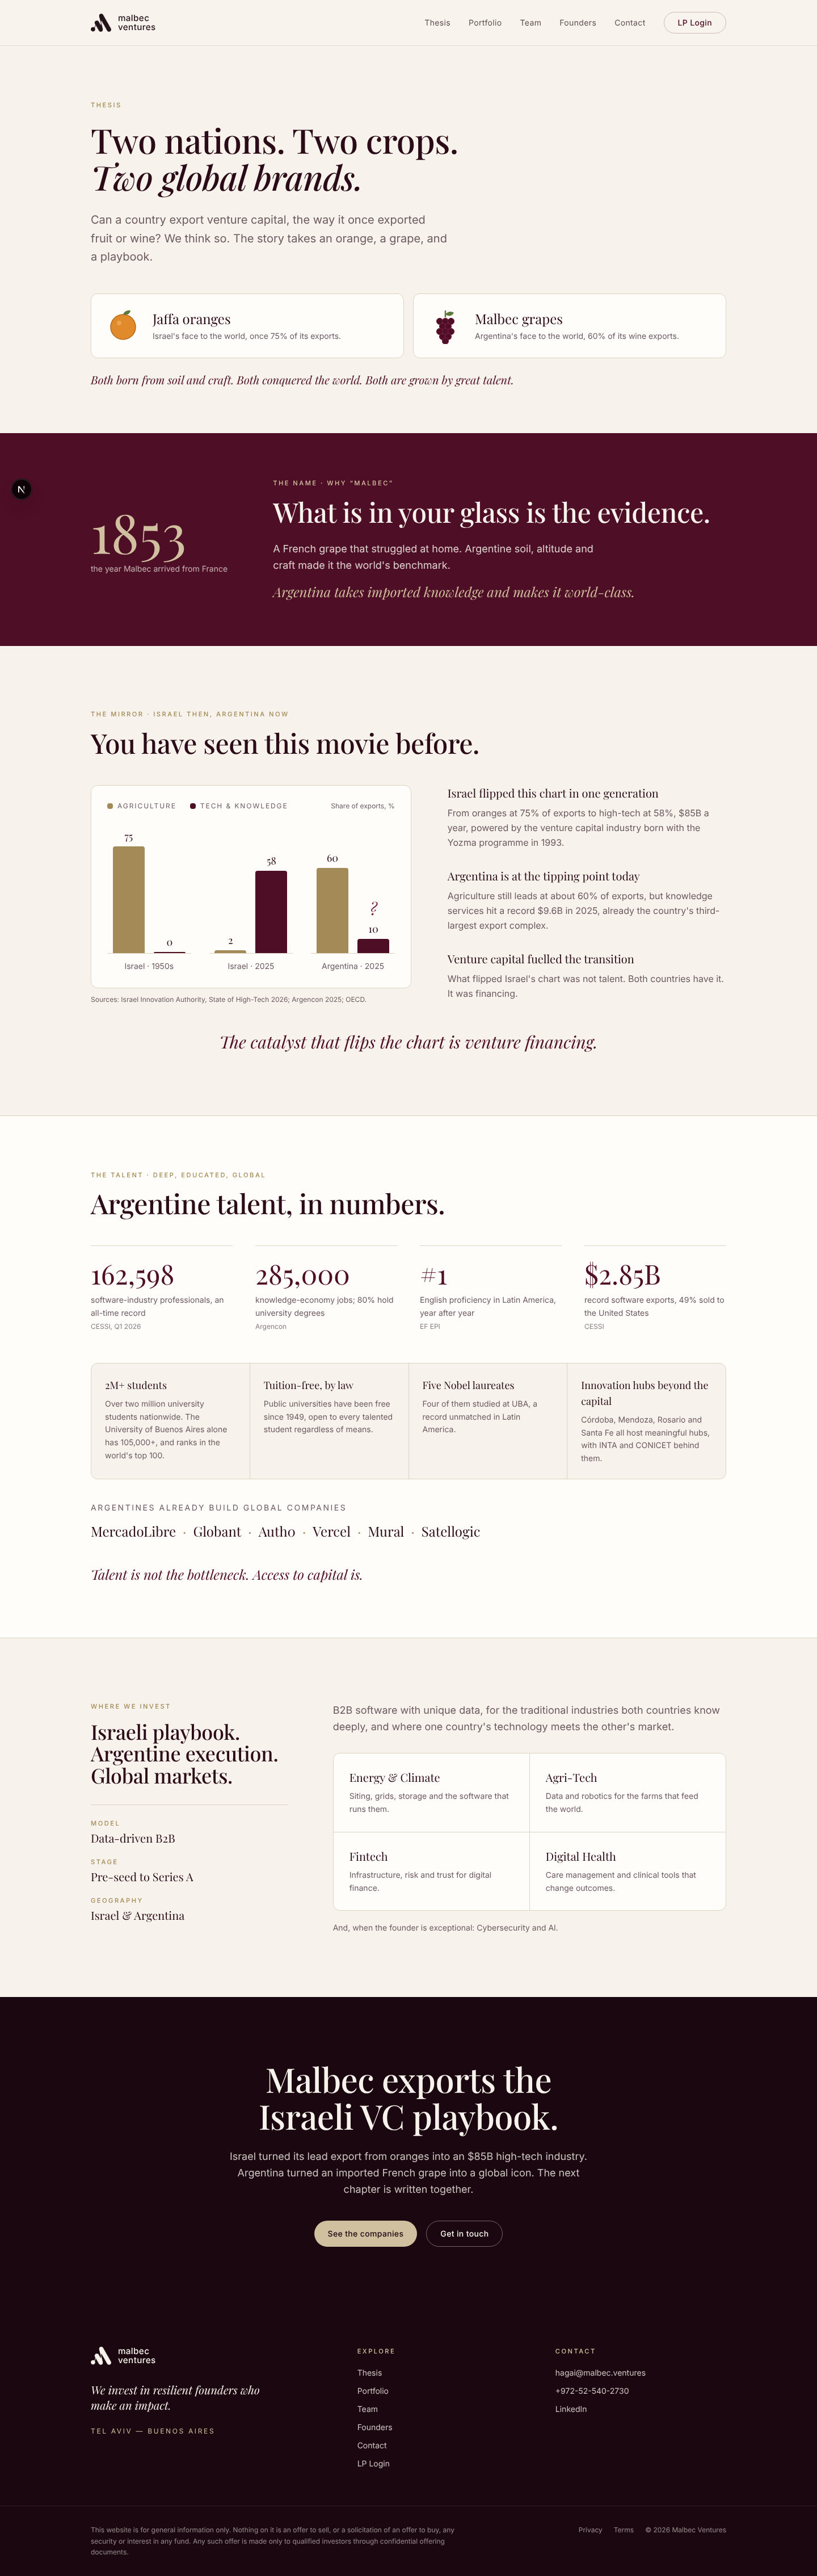 malbec
ventures
Thesis
Portfolio
Team
Founders
Contact
LP Login
THESIS
Two nations. Two crops.
Two global brands.
Can a country export venture capital, the way it once exported
fruit or wine? We think so. The story takes an orange, a grape, and
a playbook.
Jaffa oranges
Israel's face to the world, once 75% of its exports.
Malbec grapes
Argentina's face to the world, 60% of its wine exports.
Both born from soil and craft. Both conquered the world. Both are grown by great talent.
N
1853
the year Malbec arrived from France
THE NAME · WHY "MALBEC"
What is in your glass is the evidence.
A French grape that struggled at home. Argentine soil, altitude and
craft made it the world's benchmark.
Argentina takes imported knowledge and makes it world-class.
THE MIRROR · ISRAEL THEN, ARGENTINA NOW
You have seen this movie before.
AGRICULTURE
TECH & KNOWLEDGE
Share of exports, %
75
0
2
58
60
?
10
Israel · 1950s
Israel · 2025
Argentina · 2025
Sources: Israel Innovation Authority, State of High-Tech 2026; Argencon 2025; OECD.
Israel flipped this chart in one generation
From oranges at 75% of exports to high-tech at 58%, $85B a
year, powered by the venture capital industry born with the
Yozma programme in 1993.
Argentina is at the tipping point today
Agriculture still leads at about 60% of exports, but knowledge
services hit a record $9.6B in 2025, already the country's third-
largest export complex.
Venture capital fuelled the transition
What flipped Israel's chart was not talent. Both countries have it.
It was financing.
The catalyst that flips the chart is venture financing.
THE TALENT · DEEP, EDUCATED, GLOBAL
Argentine talent, in numbers.
162,598
software-industry professionals, an
all-time record
CESSI, Q1 2026
285,000
knowledge-economy jobs; 80% hold
university degrees
Argencon
#1
English proficiency in Latin America,
year after year
EF EPI
$2.85B
record software exports, 49% sold to
the United States
CESSI
2M+ students
Over two million university
students nationwide. The
University of Buenos Aires alone
has 105,000+, and ranks in the
world's top 100.
Tuition-free, by law
Public universities have been free
since 1949, open to every talented
student regardless of means.
Five Nobel laureates
Four of them studied at UBA, a
record unmatched in Latin
America.
Innovation hubs beyond the
capital
Córdoba, Mendoza, Rosario and
Santa Fe all host meaningful hubs,
with INTA and CONICET behind
them.
ARGENTINES ALREADY BUILD GLOBAL COMPANIES
MercadoLibre · Globant · Auth0 · Vercel · Mural · Satellogic
Talent is not the bottleneck. Access to capital is.
WHERE WE INVEST
Israeli playbook.
Argentine execution.
Global markets.
MODEL
Data-driven B2B
STAGE
Pre-seed to Series A
GEOGRAPHY
Israel & Argentina
B2B software with unique data, for the traditional industries both countries know
deeply, and where one country's technology meets the other's market.
Energy & Climate
Siting, grids, storage and the software that
runs them.
Agri-Tech
Data and robotics for the farms that feed
the world.
Fintech
Infrastructure, risk and trust for digital
finance.
Digital Health
Care management and clinical tools that
change outcomes.
And, when the founder is exceptional: Cybersecurity and AI.
Malbec exports the
Israeli VC playbook.
Israel turned its lead export from oranges into an $85B high-tech industry.
Argentina turned an imported French grape into a global icon. The next
chapter is written together.
See the companies
Get in touch
malbec
ventures
We invest in resilient founders who
make an impact.
TEL AVIV — BUENOS AIRES
EXPLORE
Thesis
Portfolio
Team
Founders
Contact
LP Login
CONTACT
hagai@malbec.ventures
+972-52-540-2730
LinkedIn
This website is for general information only. Nothing on it is an offer to sell, or a solicitation of an offer to buy, any
security or interest in any fund. Any such offer is made only to qualified investors through confidential offering
documents.
Privacy
Terms
© 2026 Malbec Ventures